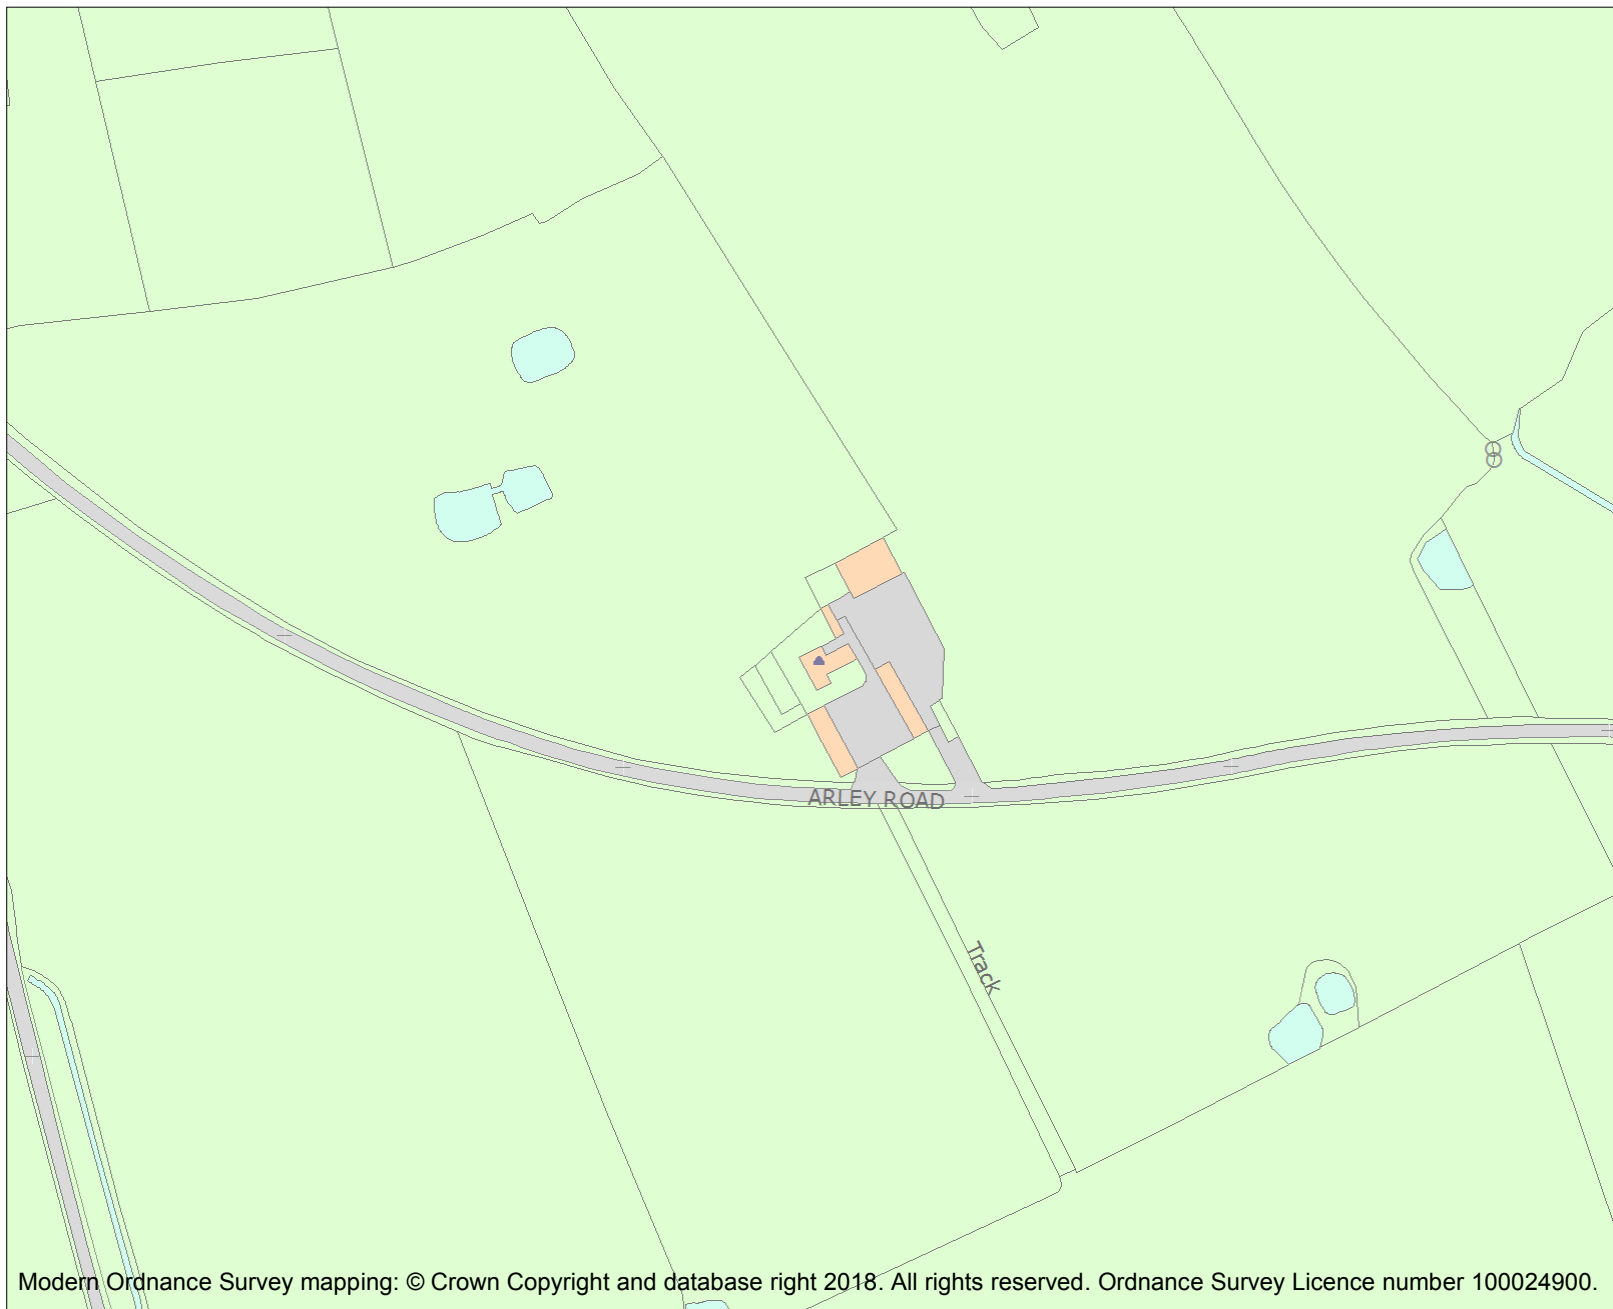 ARLEY ROAD
Track
Modern Ordnance Survey mapping: © Crown Copyright and database right 2018. All rights reserved. Ordnance Survey Licence number 100024900.